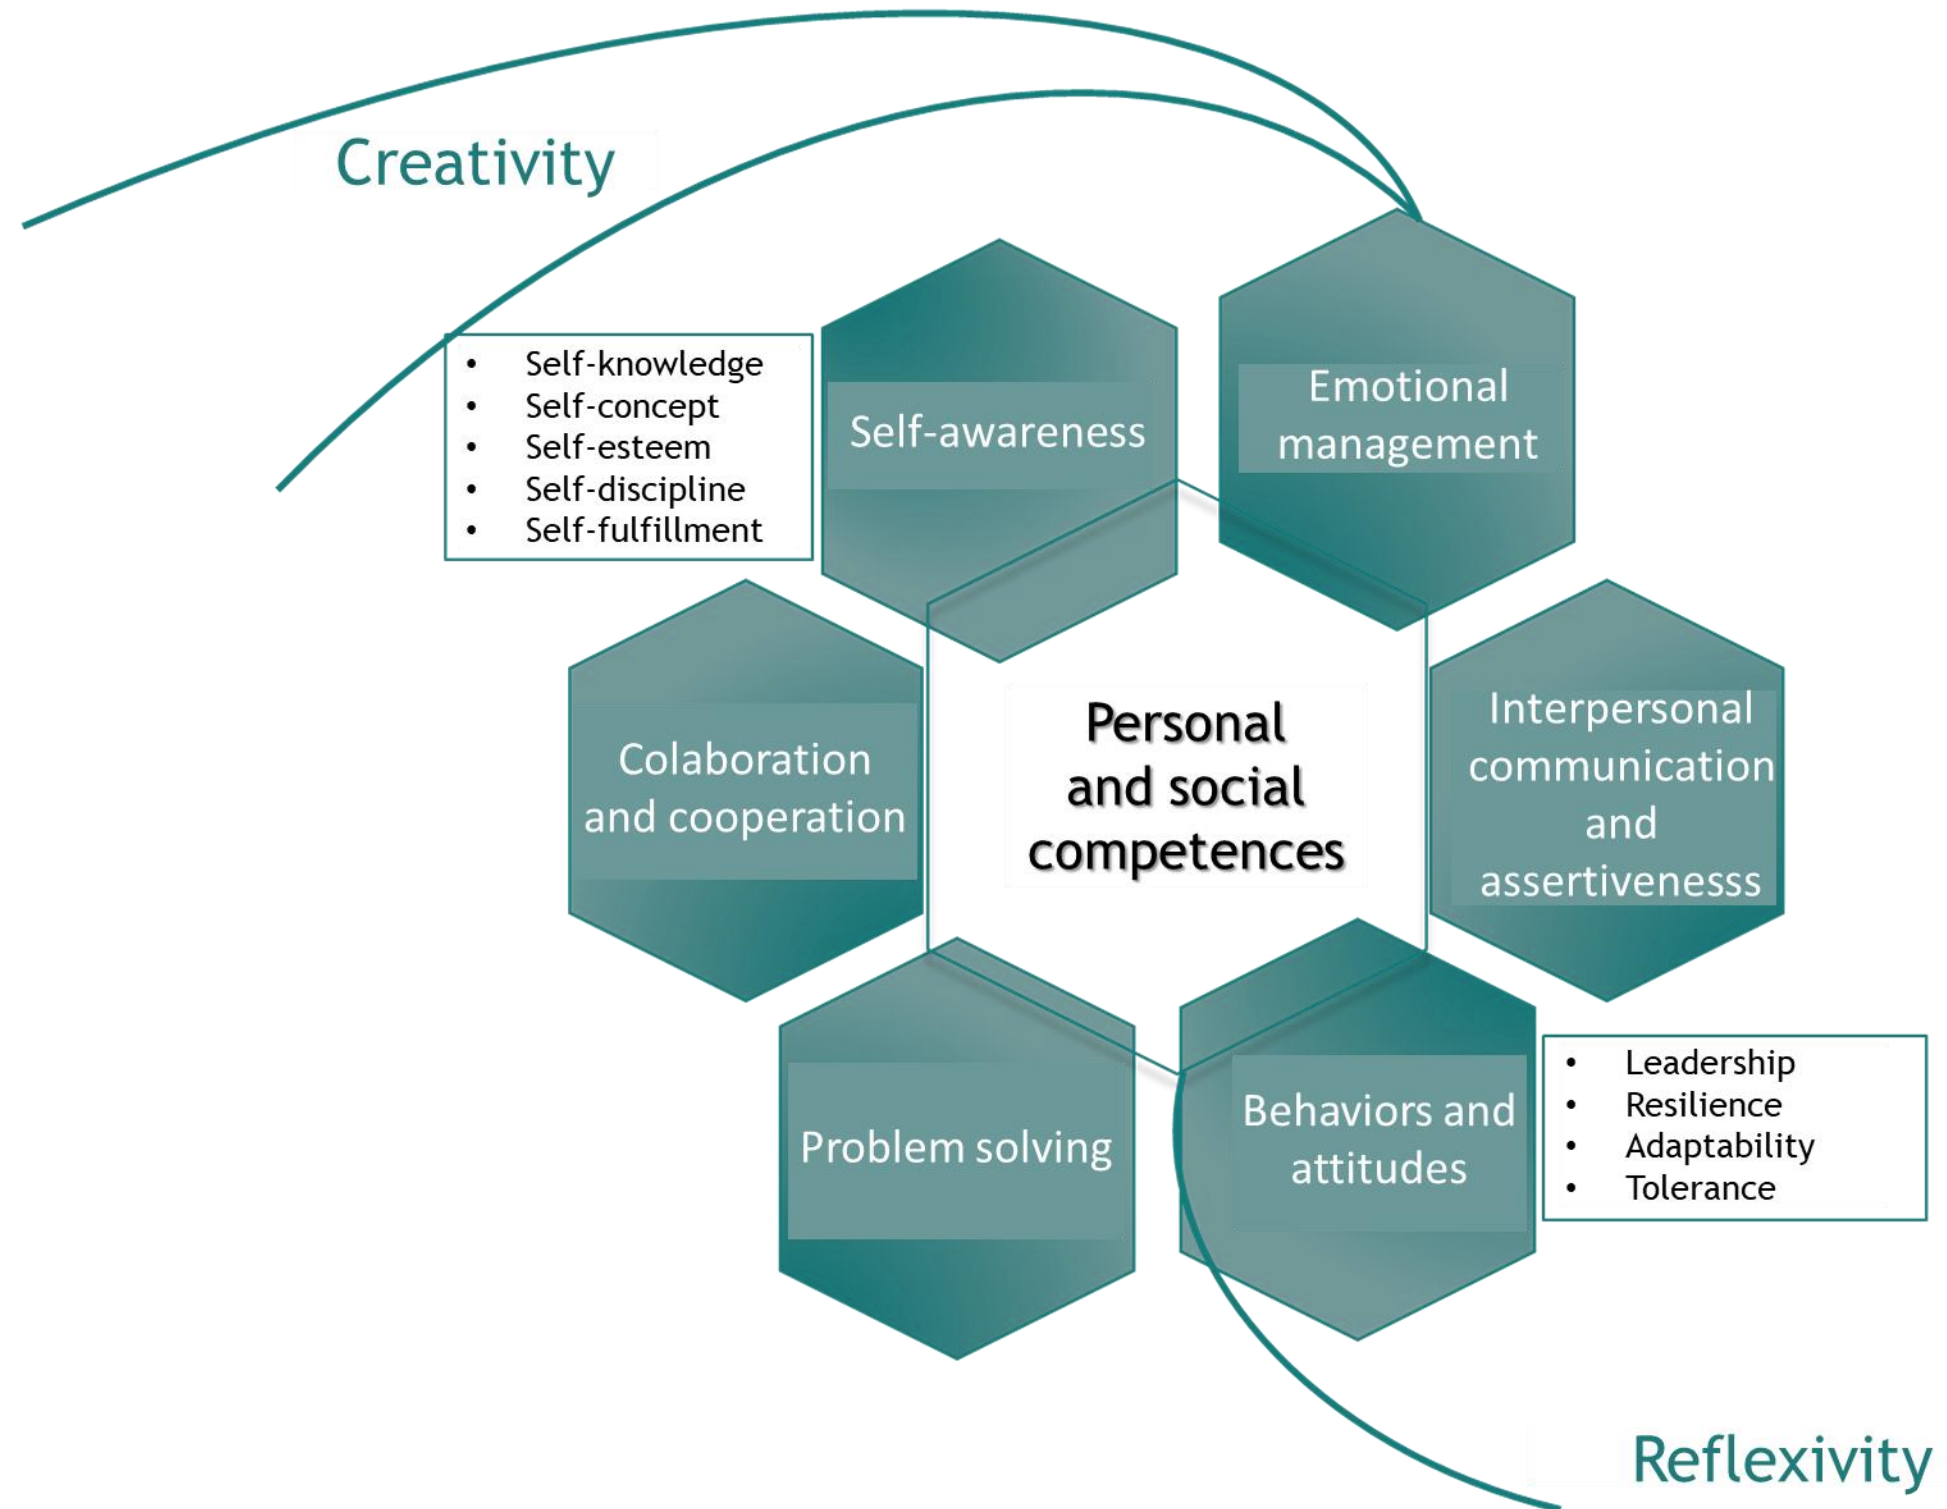 Creativity
• Self-knowledge
• Self-concept
• Self-esteem
• Self-discipline
• Self-fulfillment
Self-awareness
Emotional
management
Colaboration
and cooperation
Personal
and social
competences
Interpersonal
communication
and
assertivenesss
Problem solving
Behaviors and
attitudes
• Leadership
• Resilience
• Adaptability
• Tolerance
Reflexivity